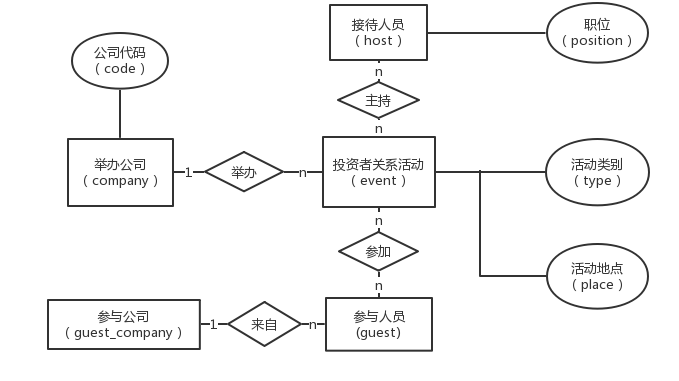 接待人员
（host）
职位
（position）
公司代码
（code）
n
主持
n
举办公司
（company）
1
举办
n
投资者关系活动
（event）
活动类别
（type）
n
参加
n
活动地点
（place）
参与公司
（guest_company）
1
来自
n
参与人员
(guest)